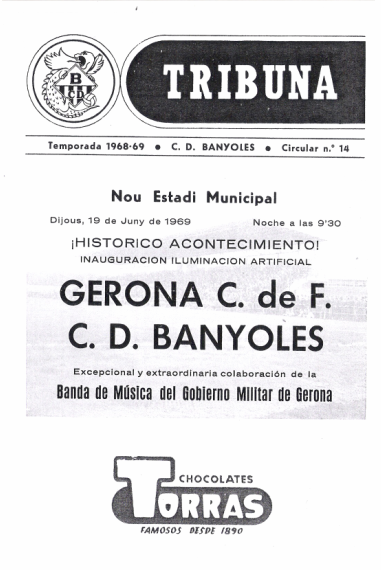 B
C D
TRIBUNA
Temporada 1968-69 • C. D. BANYOLES • Circular n.° 14
Nou Estadi Municipal
Dijous, 19 de Juny de 1969 Noche a las 9'30
¡HISTORICO ACONTECIMIENTO!
INAUGURACION ILUMINACION ARTIFICIAL
GERONA C. de F.
C. D. BANYOLES
Excepcional y extraordinaria colaboración de la
Banda de Música del Gobierno Militar de Gerona
CHOCOLATES
TORRAS
FAMOSOS DESDE 1890